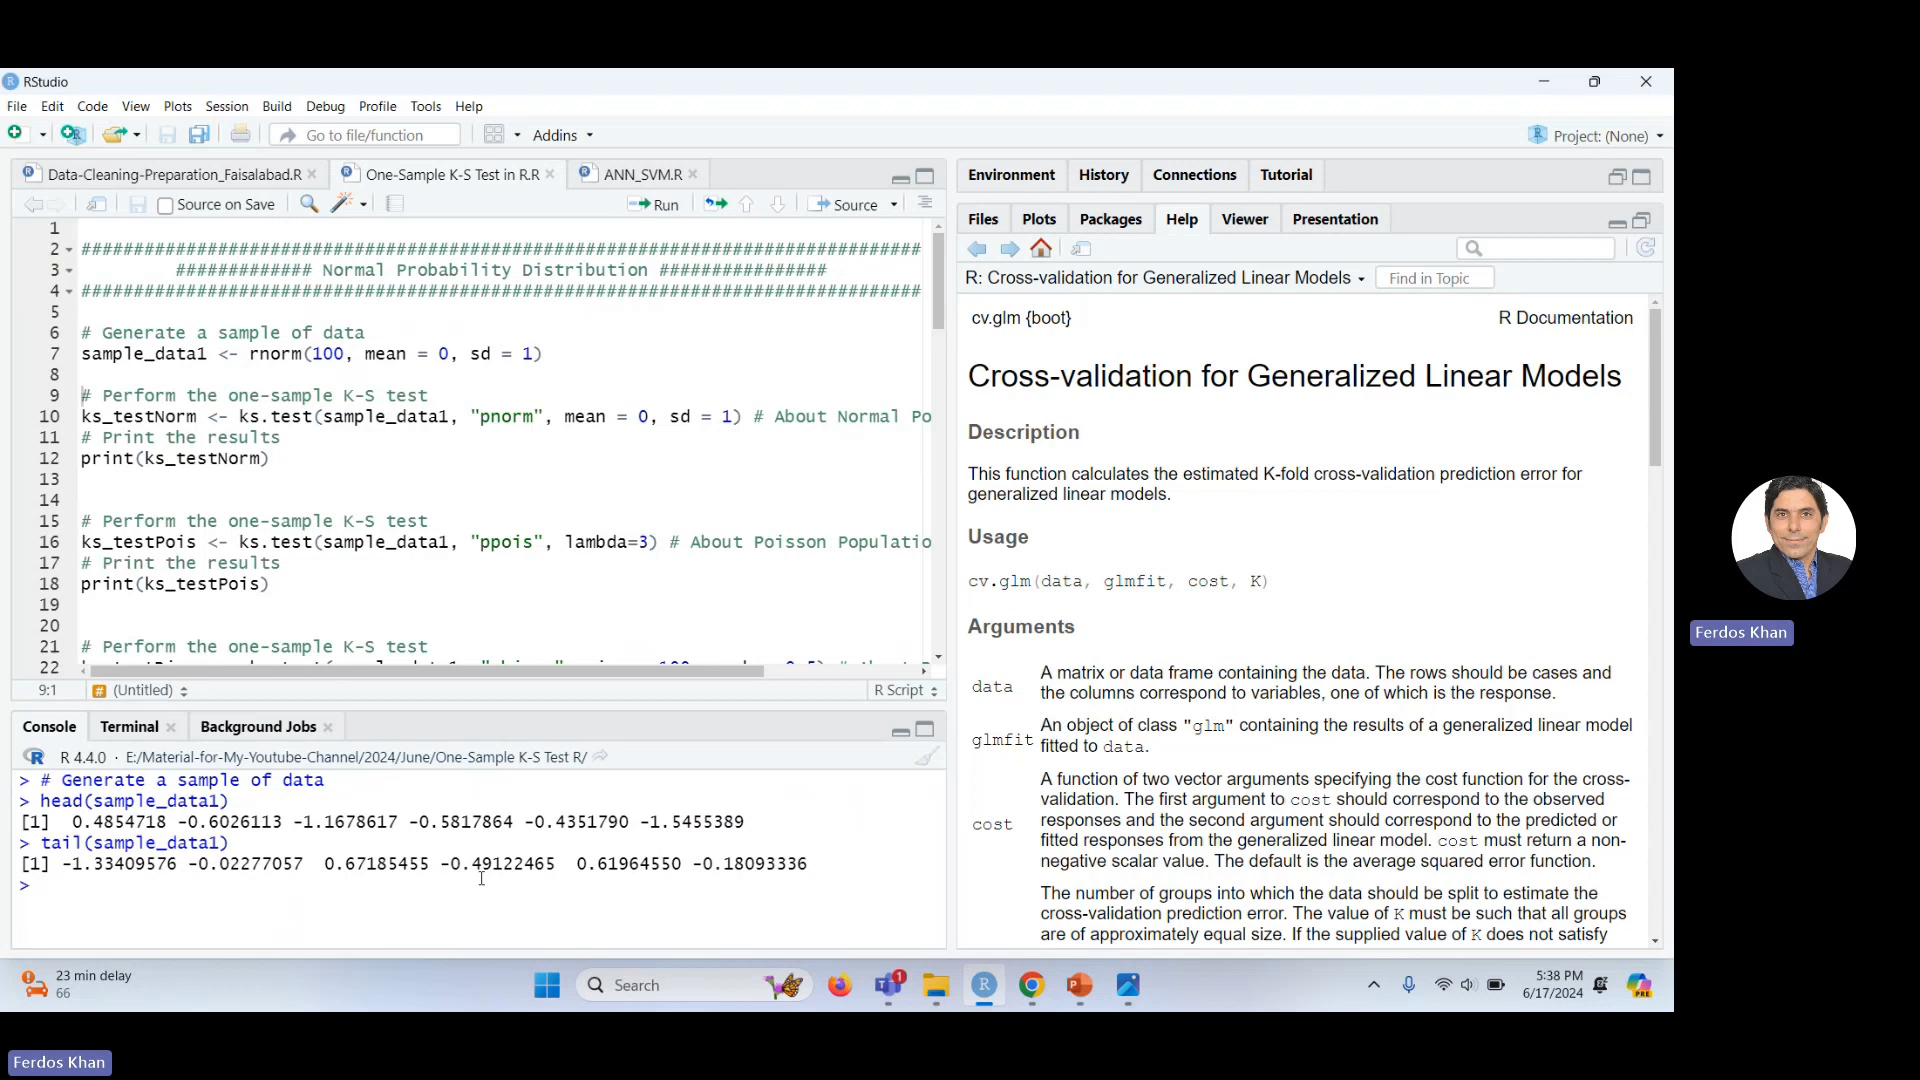 RStudio
File Edit Code View Plots Session Build Debug Profile Tools Help
Go to file/function Addins Project: (None)
Data-Cleaning-Preparation_Faisalabad.R One-Sample K-S Test in R.R ANN_SVM.R
Source on Save Run Source
1
2 ################################################################################
3 ############# Normal Probability Distribution ################
4 ################################################################################
5
6 # Generate a sample of data
7 sample_data1 <- rnorm(100, mean = 0, sd = 1)
8
9 # Perform the one-sample K-S test
10 ks_testNorm <- ks.test(sample_data1, "pnorm", mean = 0, sd = 1) # About Normal Po
11 # Print the results
12 print(ks_testNorm)
13
14
15 # Perform the one-sample K-S test
16 ks_testPois <- ks.test(sample_data1, "ppois", lambda=3) # About Poisson Populatio
17 # Print the results
18 print(ks_testPois)
19
20
21 # Perform the one-sample K-S test
22
9:1 (Untitled) R Script
Console Terminal Background Jobs
R 4.4.0 · E:/Material-for-My-Youtube-Channel/2024/June/One-Sample K-S Test R/
> # Generate a sample of data
> head(sample_data1)
[1] 0.4854718 -0.6026113 -1.1678617 -0.5817864 -0.4351790 -1.5455389
> tail(sample_data1)
[1] -1.33409576 -0.02277057 0.67185455 -0.49122465 0.61964550 -0.18093336
>
Environment History Connections Tutorial
Files Plots Packages Help Viewer Presentation
R: Cross-validation for Generalized Linear Models Find in Topic
cv.glm {boot} R Documentation
Cross-validation for Generalized Linear Models
Description
This function calculates the estimated K-fold cross-validation prediction error for
generalized linear models.
Usage
cv.glm(data, glmfit, cost, K)
Arguments
data
A matrix or data frame containing the data. The rows should be cases and
the columns correspond to variables, one of which is the response.
glmfit
An object of class "glm" containing the results of a generalized linear model
fitted to data.
cost
A function of two vector arguments specifying the cost function for the cross-
validation. The first argument to cost should correspond to the observed
responses and the second argument should correspond to the predicted or
fitted responses from the generalized linear model. cost must return a non-
negative scalar value. The default is the average squared error function.
The number of groups into which the data should be split to estimate the
cross-validation prediction error. The value of K must be such that all groups
are of approximately equal size. If the supplied value of K does not satisfy
23 min delay
66
Search
1
PRE
5:38 PM
6/17/2024
Ferdos Khan
Ferdos Khan